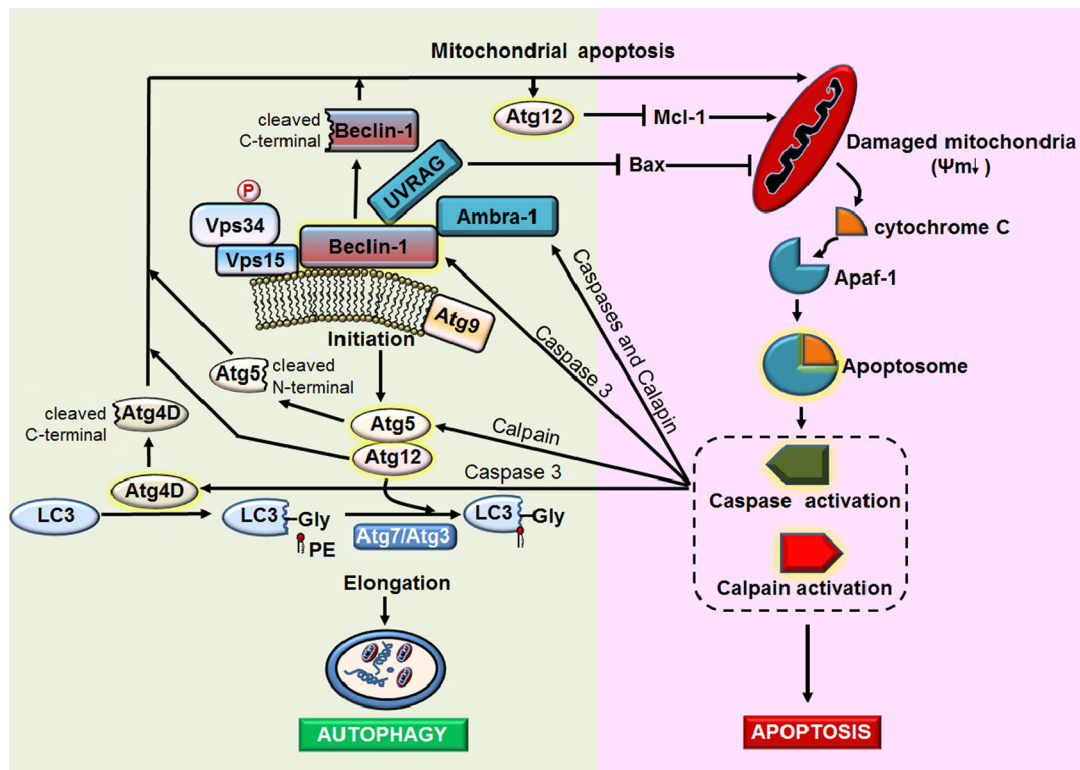 Mitochondrial apoptosis
cleaved
C-terminal
Beclin-1
Atg12
Mcl-1
Damaged mitochondria
(Ψm↓)
UVRAG
Bax
P
Vps34
Ambra-1
cytochrome C
Vps15
Beclin-1
Apaf-1
Atg9
Caspases and Calapin
Initiation
Caspase 3
Atg5
cleaved
N-terminal
Apoptosome
cleaved
C-terminal
Atg4D
Atg5
Calpain
Atg12
Caspase 3
Atg4D
Caspase activation
LC3
LC3
Gly
PE
Atg7/Atg3
LC3
Gly
Calpain activation
Elongation
AUTOPHAGY
APOPTOSIS